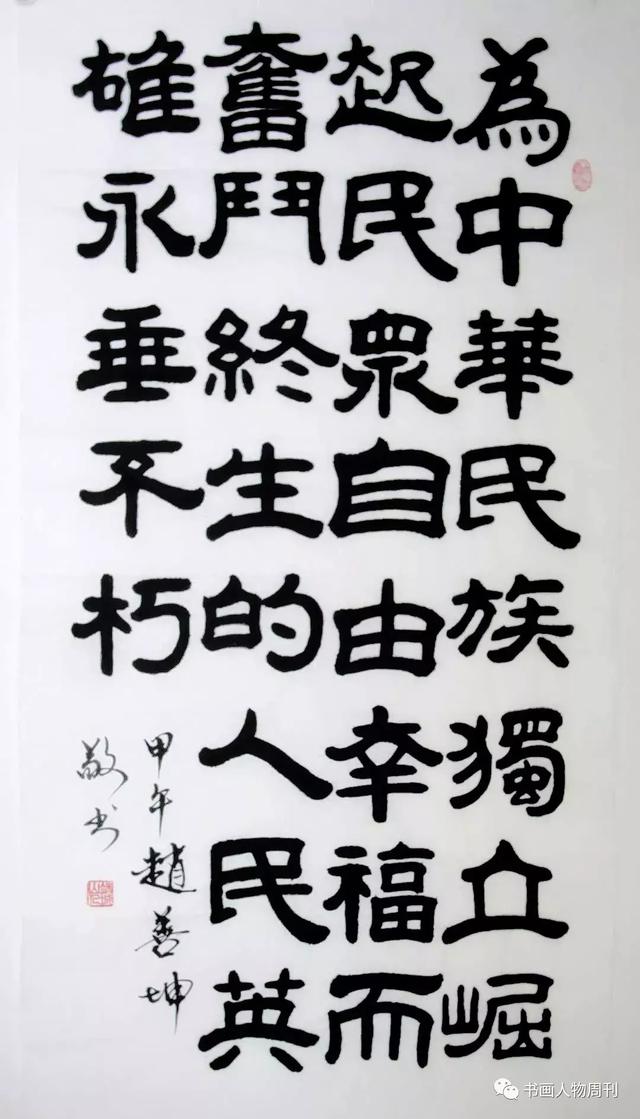 為中華民族獨立崛
起民眾自由幸福而
奮鬥終生的人民英
雄永垂不朽
甲午趙善坤
敬书
书画人物周刊